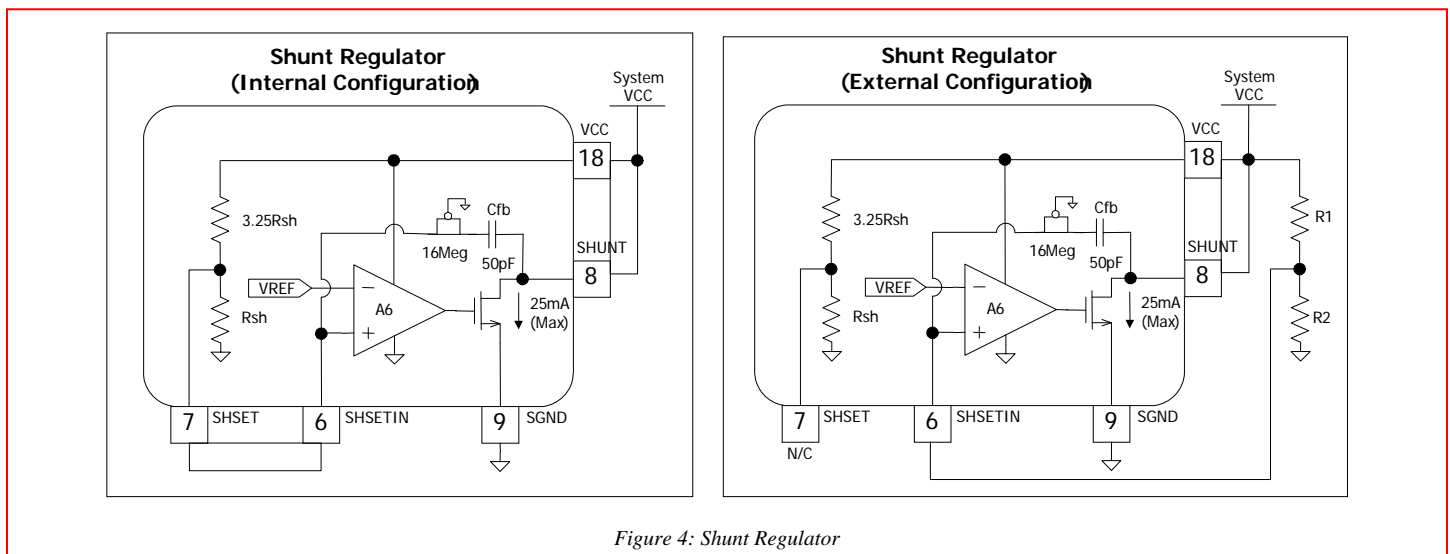 Shunt Regulator
(Internal Configuration)
System
VCC
VCC
18
3.25Rsh
Cfb
16Meg
50pF
SHUNT
8
VREF
A6
25mA
(Max)
Rsh
7
SHSET
6
SHSETIN
9
SGND
Shunt Regulator
(External Configuration)
System
VCC
VCC
18
R1
3.25Rsh
Cfb
16Meg
50pF
SHUNT
8
VREF
A6
25mA
(Max)
Rsh
R2
7
SHSET
6
SHSETIN
9
SGND
N/C
Figure 4: Shunt Regulator